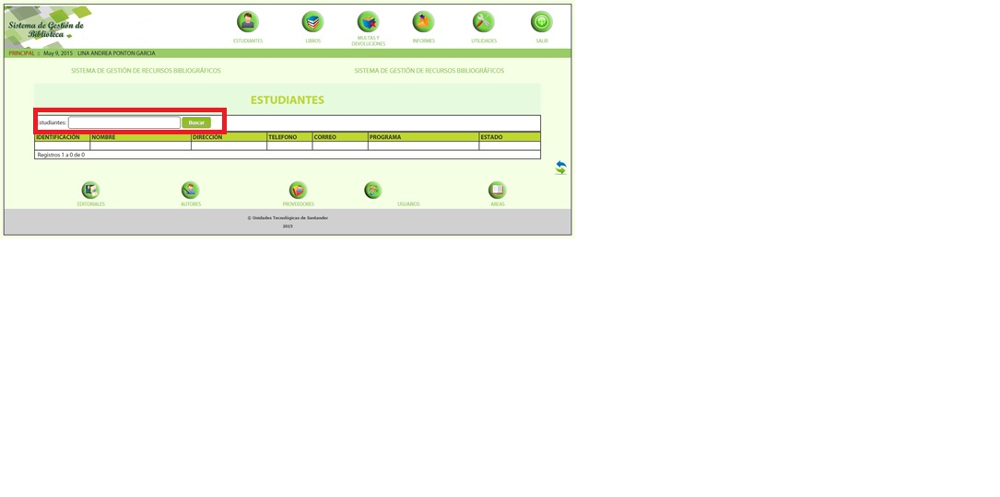 Sistema de Gestión de
Biblioteca
ESTUDIANTES
LIBROS
MULTAS Y
DEVOLUCIONES
INFORMES
UTILIDADES
SALIR
PRINCIPAL :: May 9, 2015 LINA ANDREA PONTON GARCIA
SISTEMA DE GESTIÓN DE RECURSOS BIBLIOGRÁFICOS
SISTEMA DE GESTIÓN DE RECURSOS BIBLIOGRÁFICOS
ESTUDIANTES
studiantes: Buscar
IDENTIFICACIÓN NOMBRE DIRECCIÓN TELEFONO CORREO PROGRAMA ESTADO
Registros 1 a 0 de 0
EDITORIALES
AUTORES
PROVEEDORES
USUARIOS
AREAS
© Unidades Tecnológicas de Santander
2015